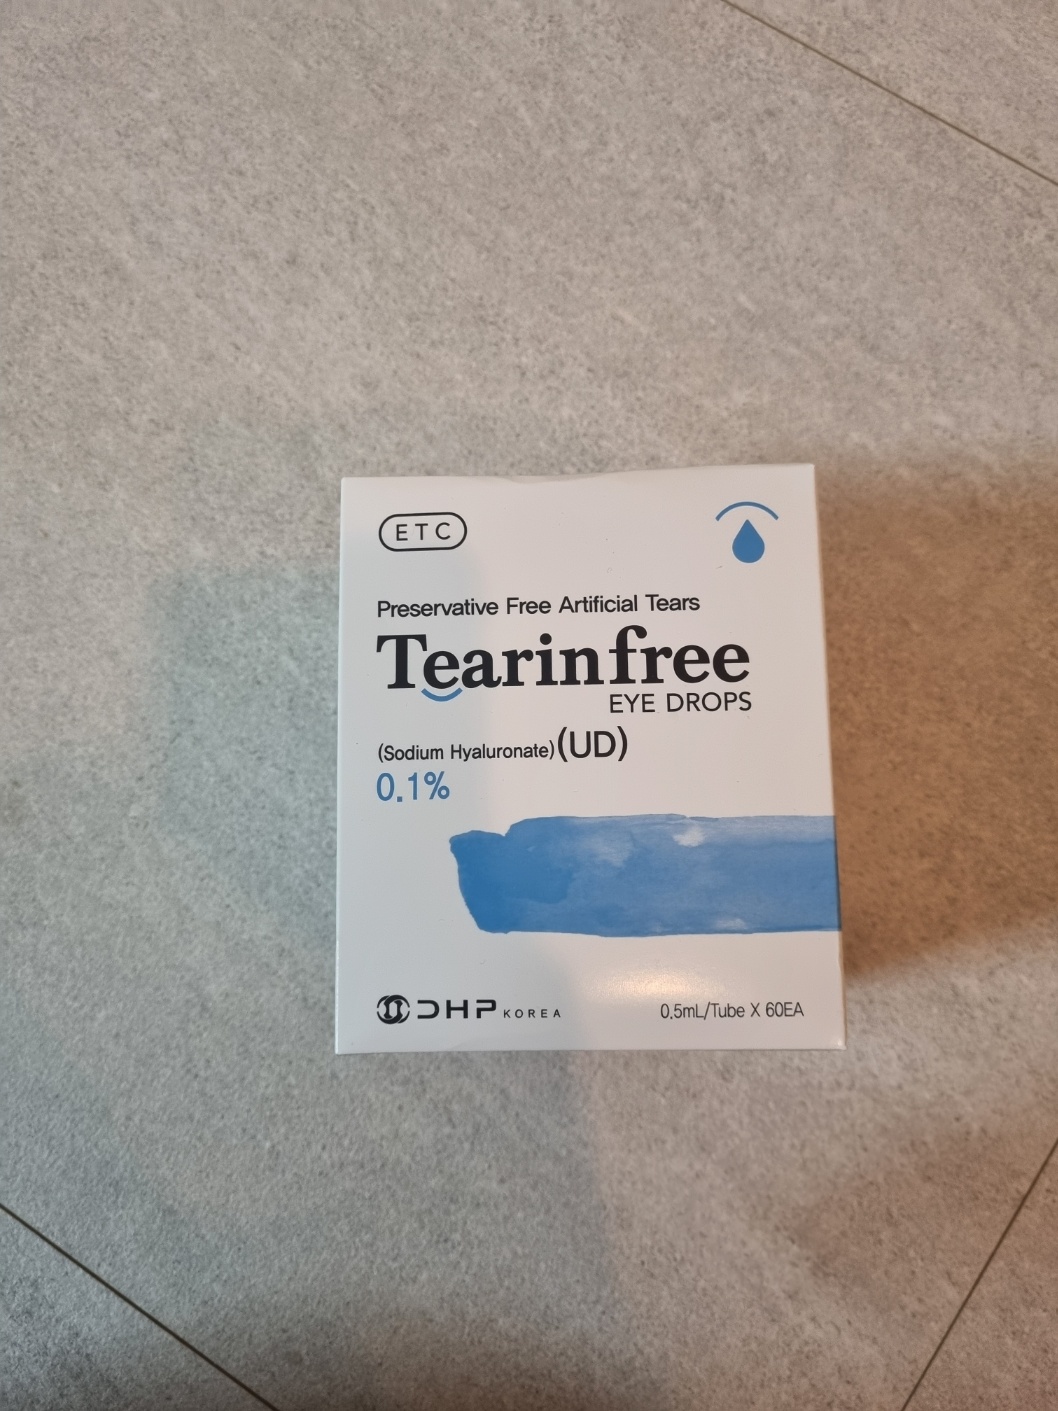 ETC
Preservative Free Artificial Tears
Tearinfree
EYE DROPS
(Sodium Hyaluronate)(UD)
0.1%
DHP KOREA
0.5mL/Tube X 60EA